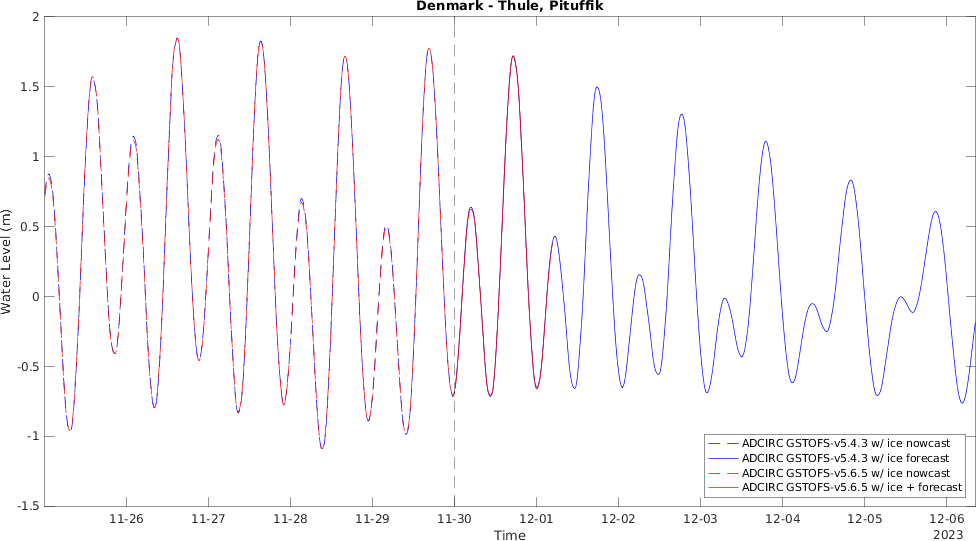 Denmark - Thule, Pituffik
2
1.5
1
0.5
0
-0.5
-1
-1.5
Water Level (m)
ADCIRC GSTOFS-v5.4.3 w/ ice nowcast
ADCIRC GSTOFS-v5.4.3 w/ ice forecast
ADCIRC GSTOFS-v5.6.5 w/ ice nowcast
ADCIRC GSTOFS-v5.6.5 w/ ice + forecast
11-26 11-27 11-28 11-29 11-30 12-01 12-02 12-03 12-04 12-05 12-06
Time
2023